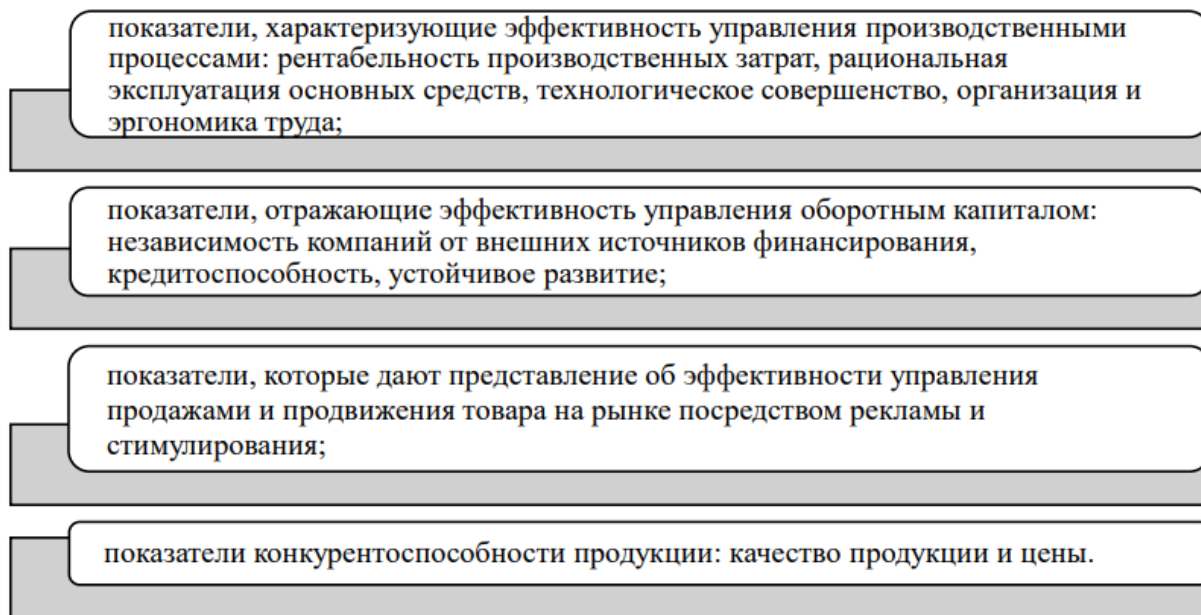 показатели, характеризующие эффективность управления производственными
процессами: рентабельность производственных затрат, рациональная
эксплуатация основных средств, технологическое совершенство, организация и
эргономика труда;
показатели, отражающие эффективность управления оборотным капиталом:
независимость компаний от внешних источников финансирования,
кредитоспособность, устойчивое развитие;
показатели, которые дают представление об эффективности управления
продажами и продвижения товара на рынке посредством рекламы и
стимулирования;
показатели конкурентоспособности продукции: качество продукции и цены.